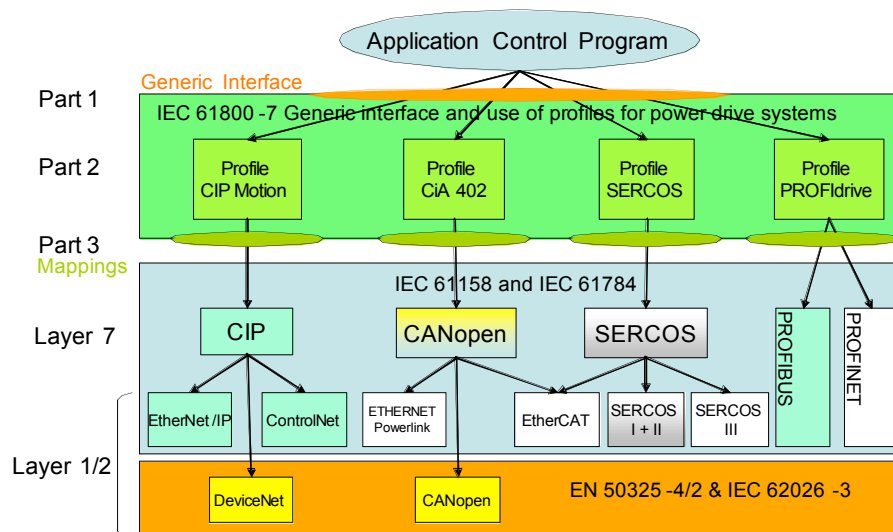 Application Control Program
Generic Interface
Part 1
IEC 61800 -7 Generic interface and use of profiles for power drive systems
Part 2
Profile
CIP Motion
Profile
CiA 402
Profile
SERCOS
Profile
PROFIdrive
Part 3
Mappings
IEC 61158 and IEC 61784
Layer 7
CIP
CANopen
SERCOS
PROFIBUS
PROFINET
EtherNet /IP
ControlNet
ETHERNET
Powerlink
EtherCAT
SERCOS
I + II
SERCOS
III
Layer 1/2
DeviceNet
CANopen
EN 50325 -4/2 & IEC 62026 -3